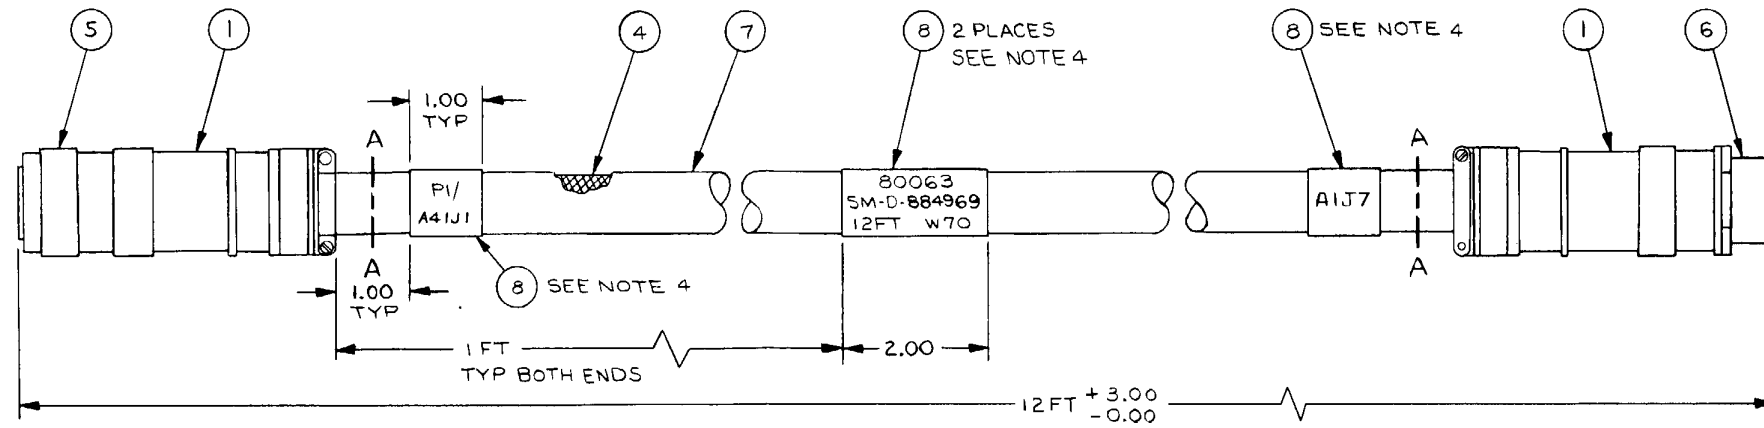 5
1
4
7
8 2 PLACES
SEE NOTE 4
8 SEE NOTE 4
1
6
1.00
TYP
A
A
P1/
A41J1
80063
SM-D-884969
12FT W70
A1J7
A
A
8 SEE NOTE 4
1.00
TYP
1 FT
TYP BOTH ENDS
2.00
12FT +3.00
-0.00